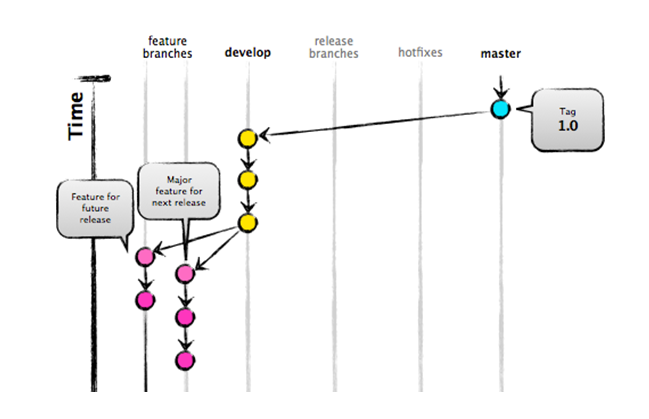 feature
branches
develop
release
branches
hotfixes
master
Time
Tag
1.0
Major
feature for
next release
Feature for
future
release